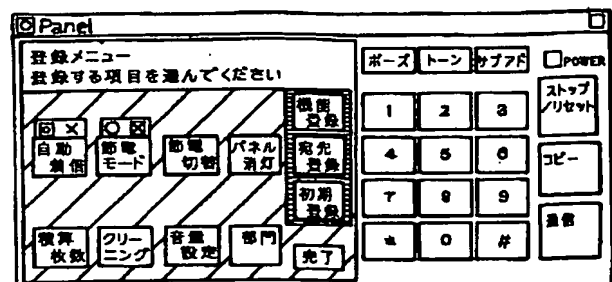 Panel
登録メニュー
登録する項目を選んでください
ポーズ
トーン
サブアド
POWER
ストップ
/リセット
機能
登録
1
2
3
自動
着信
節電
モード
節電
切替
パネル
消灯
宛先
登録
4
5
6
コピー
初期
登録
7
8
9
積算
枚数
クリー
ニング
音量
設定
部門
完了
*
0
#
通信